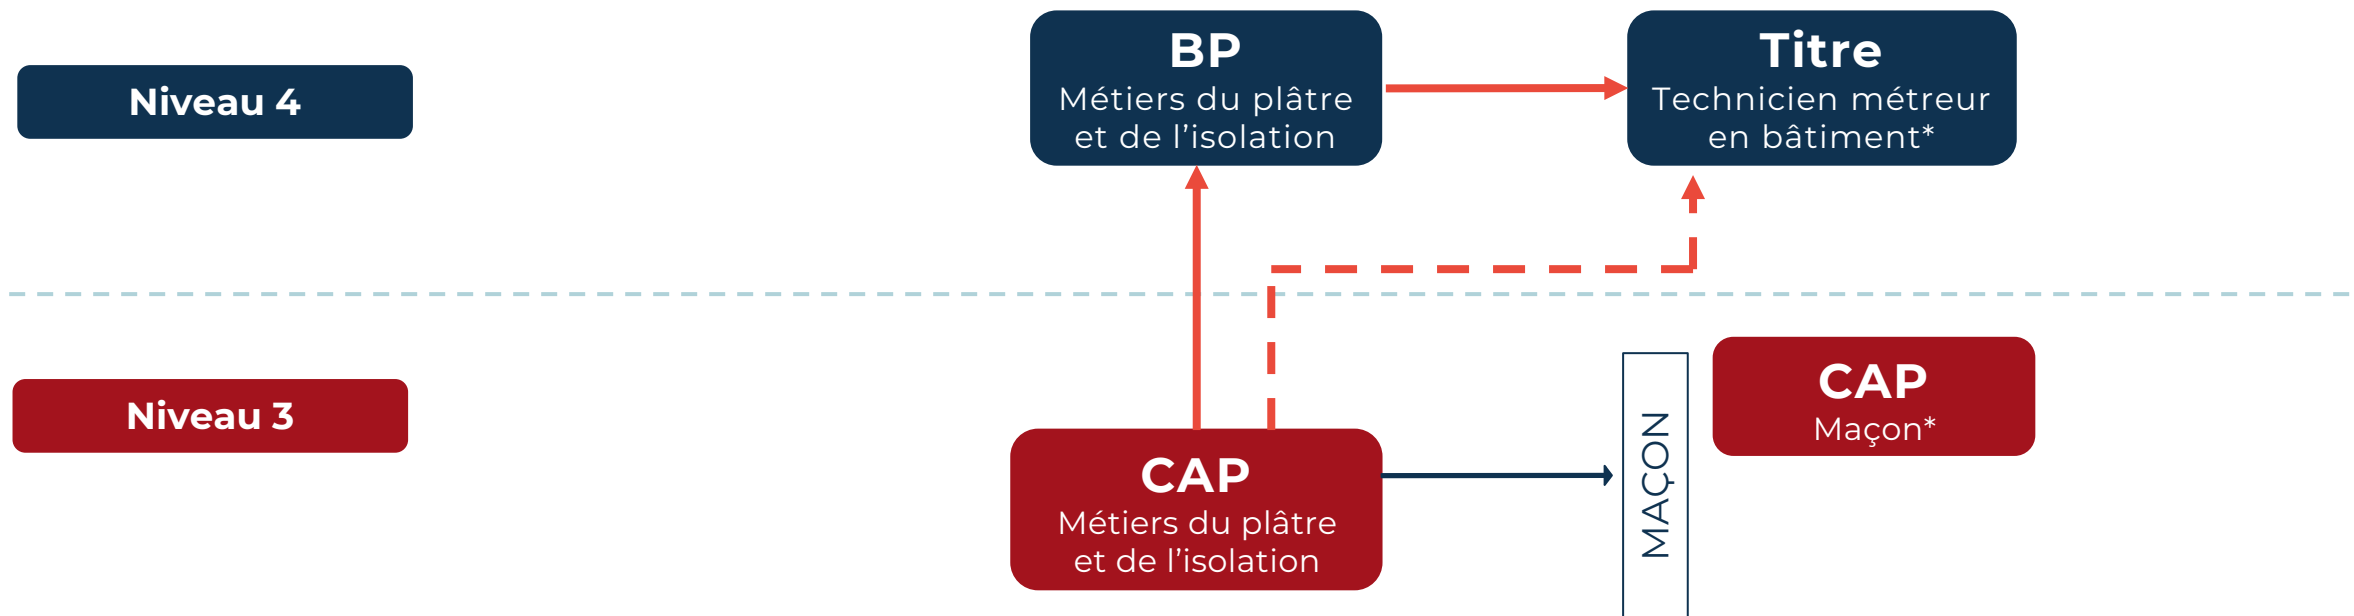 BP
Métiers du plâtre
et de l’isolation
Titre
Technicien métreur
en bâtiment*
Niveau 4
Niveau 3
CAP
Métiers du plâtre
et de l’isolation
MAÇON
CAP
Maçon*